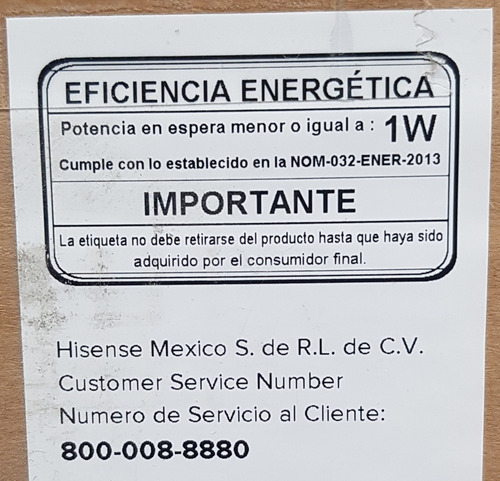 EFICIENCIA ENERGÉTICA
Potencia en espera menor o igual a : 1W
Cumple con lo establecido en la NOM-032-ENER-2013
IMPORTANTE
La etiqueta no debe retirarse del producto hasta que haya sido
adquirido por el consumidor final.
Hisense Mexico S. de R.L. de C.V.
Customer Service Number
Numero de Servicio al Cliente:
800-008-8880